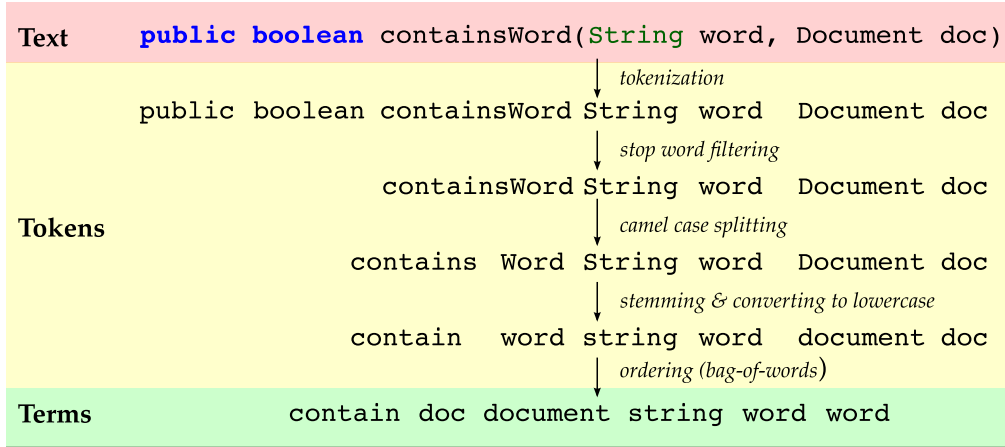 Text public boolean containsWord(String word, Document doc)
tokenization
public boolean containsWord String word Document doc
stop word filtering
containsWord String word Document doc
Tokens
camel case splitting
contains Word String word Document doc
stemming & converting to lowercase
contain word string word document doc
ordering (bag-of-words)
Terms contain doc document string word word